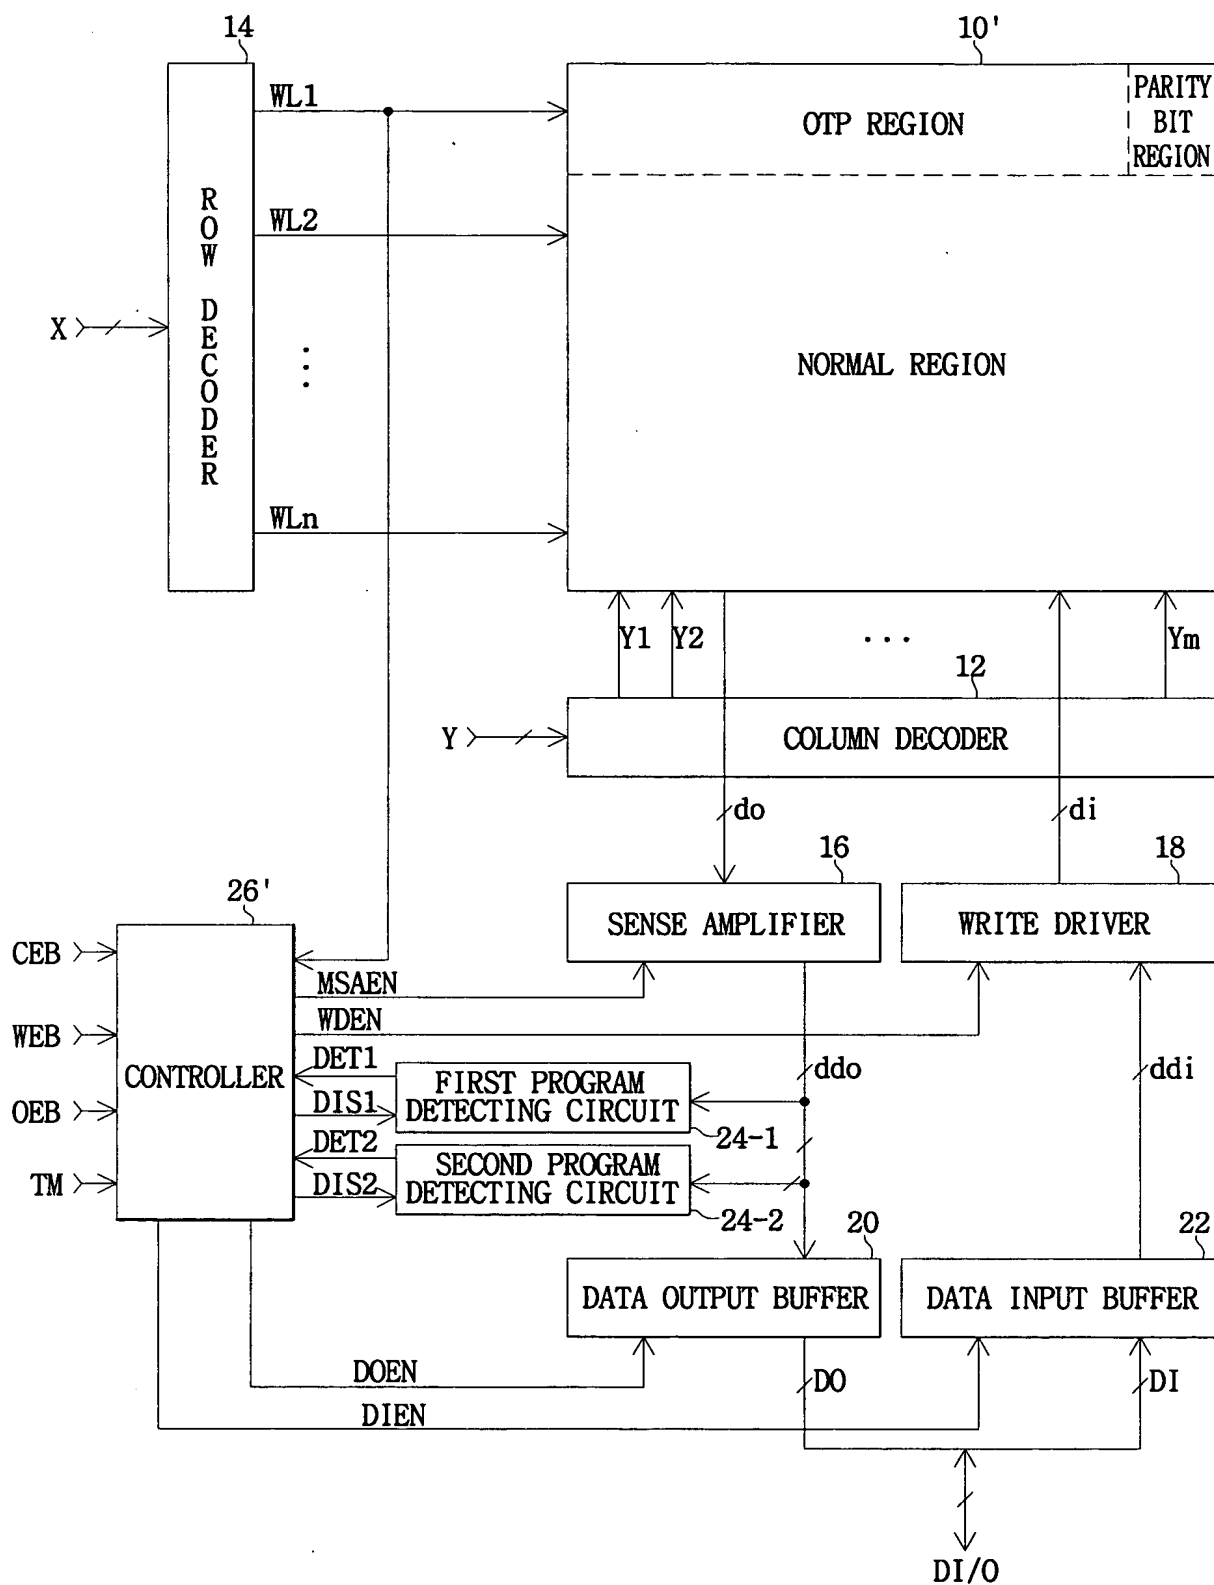 14
10'
WL1
OTP REGION
PARITY
BIT
REGION
ROW DECODER
WL2
X
NORMAL REGION
WLn
Y1
Y2
Ym
12
Y
COLUMN DECODER
do
di
16
18
26'
SENSE AMPLIFIER
WRITE DRIVER
CEB
MSAEN
WDEN
WEB
CONTROLLER
DET1
FIRST PROGRAM
DETECTING CIRCUIT
ddo
ddi
OEB
DIS1
24-1
DET2
SECOND PROGRAM
DETECTING CIRCUIT
TM
DIS2
24-2
20
22
DATA OUTPUT BUFFER
DATA INPUT BUFFER
DOEN
DO
DI
DIEN
DI/O